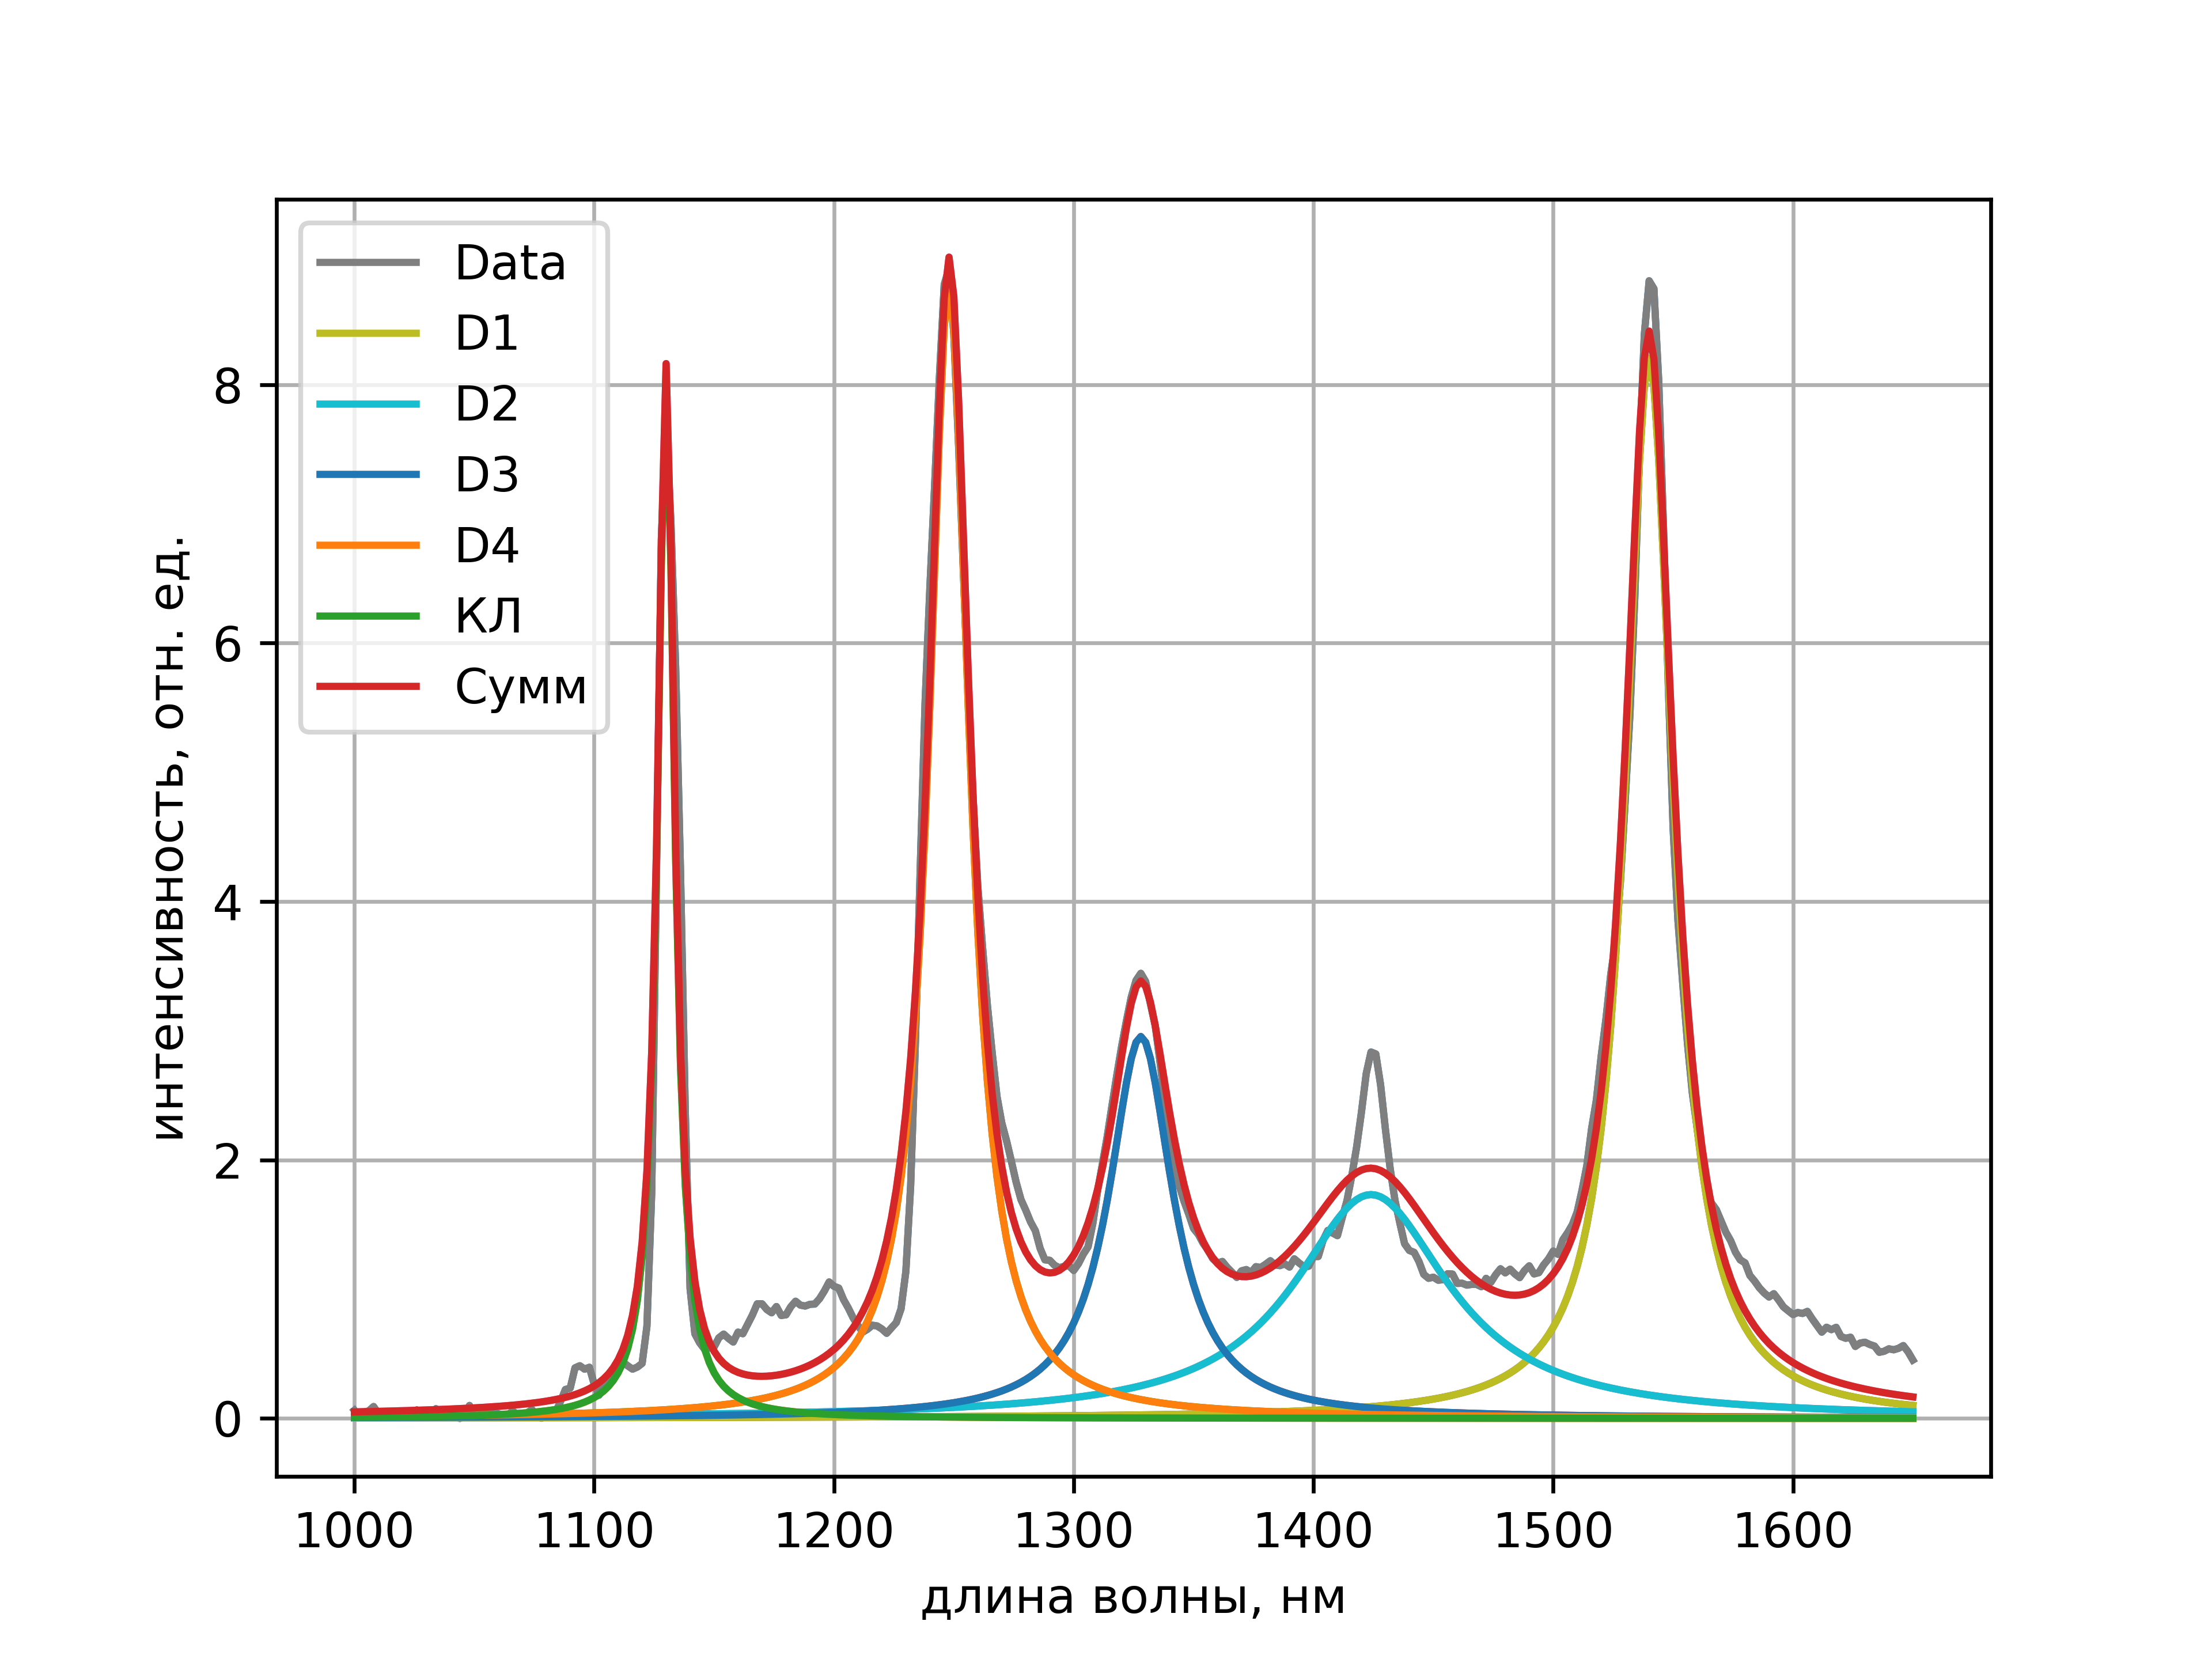 Data
D1
D2
D3
D4
КЛ
Сумм
8
6
4
2
0
интенсивность, отн. ед.
1000 1100 1200 1300 1400 1500 1600
длина волны, нм